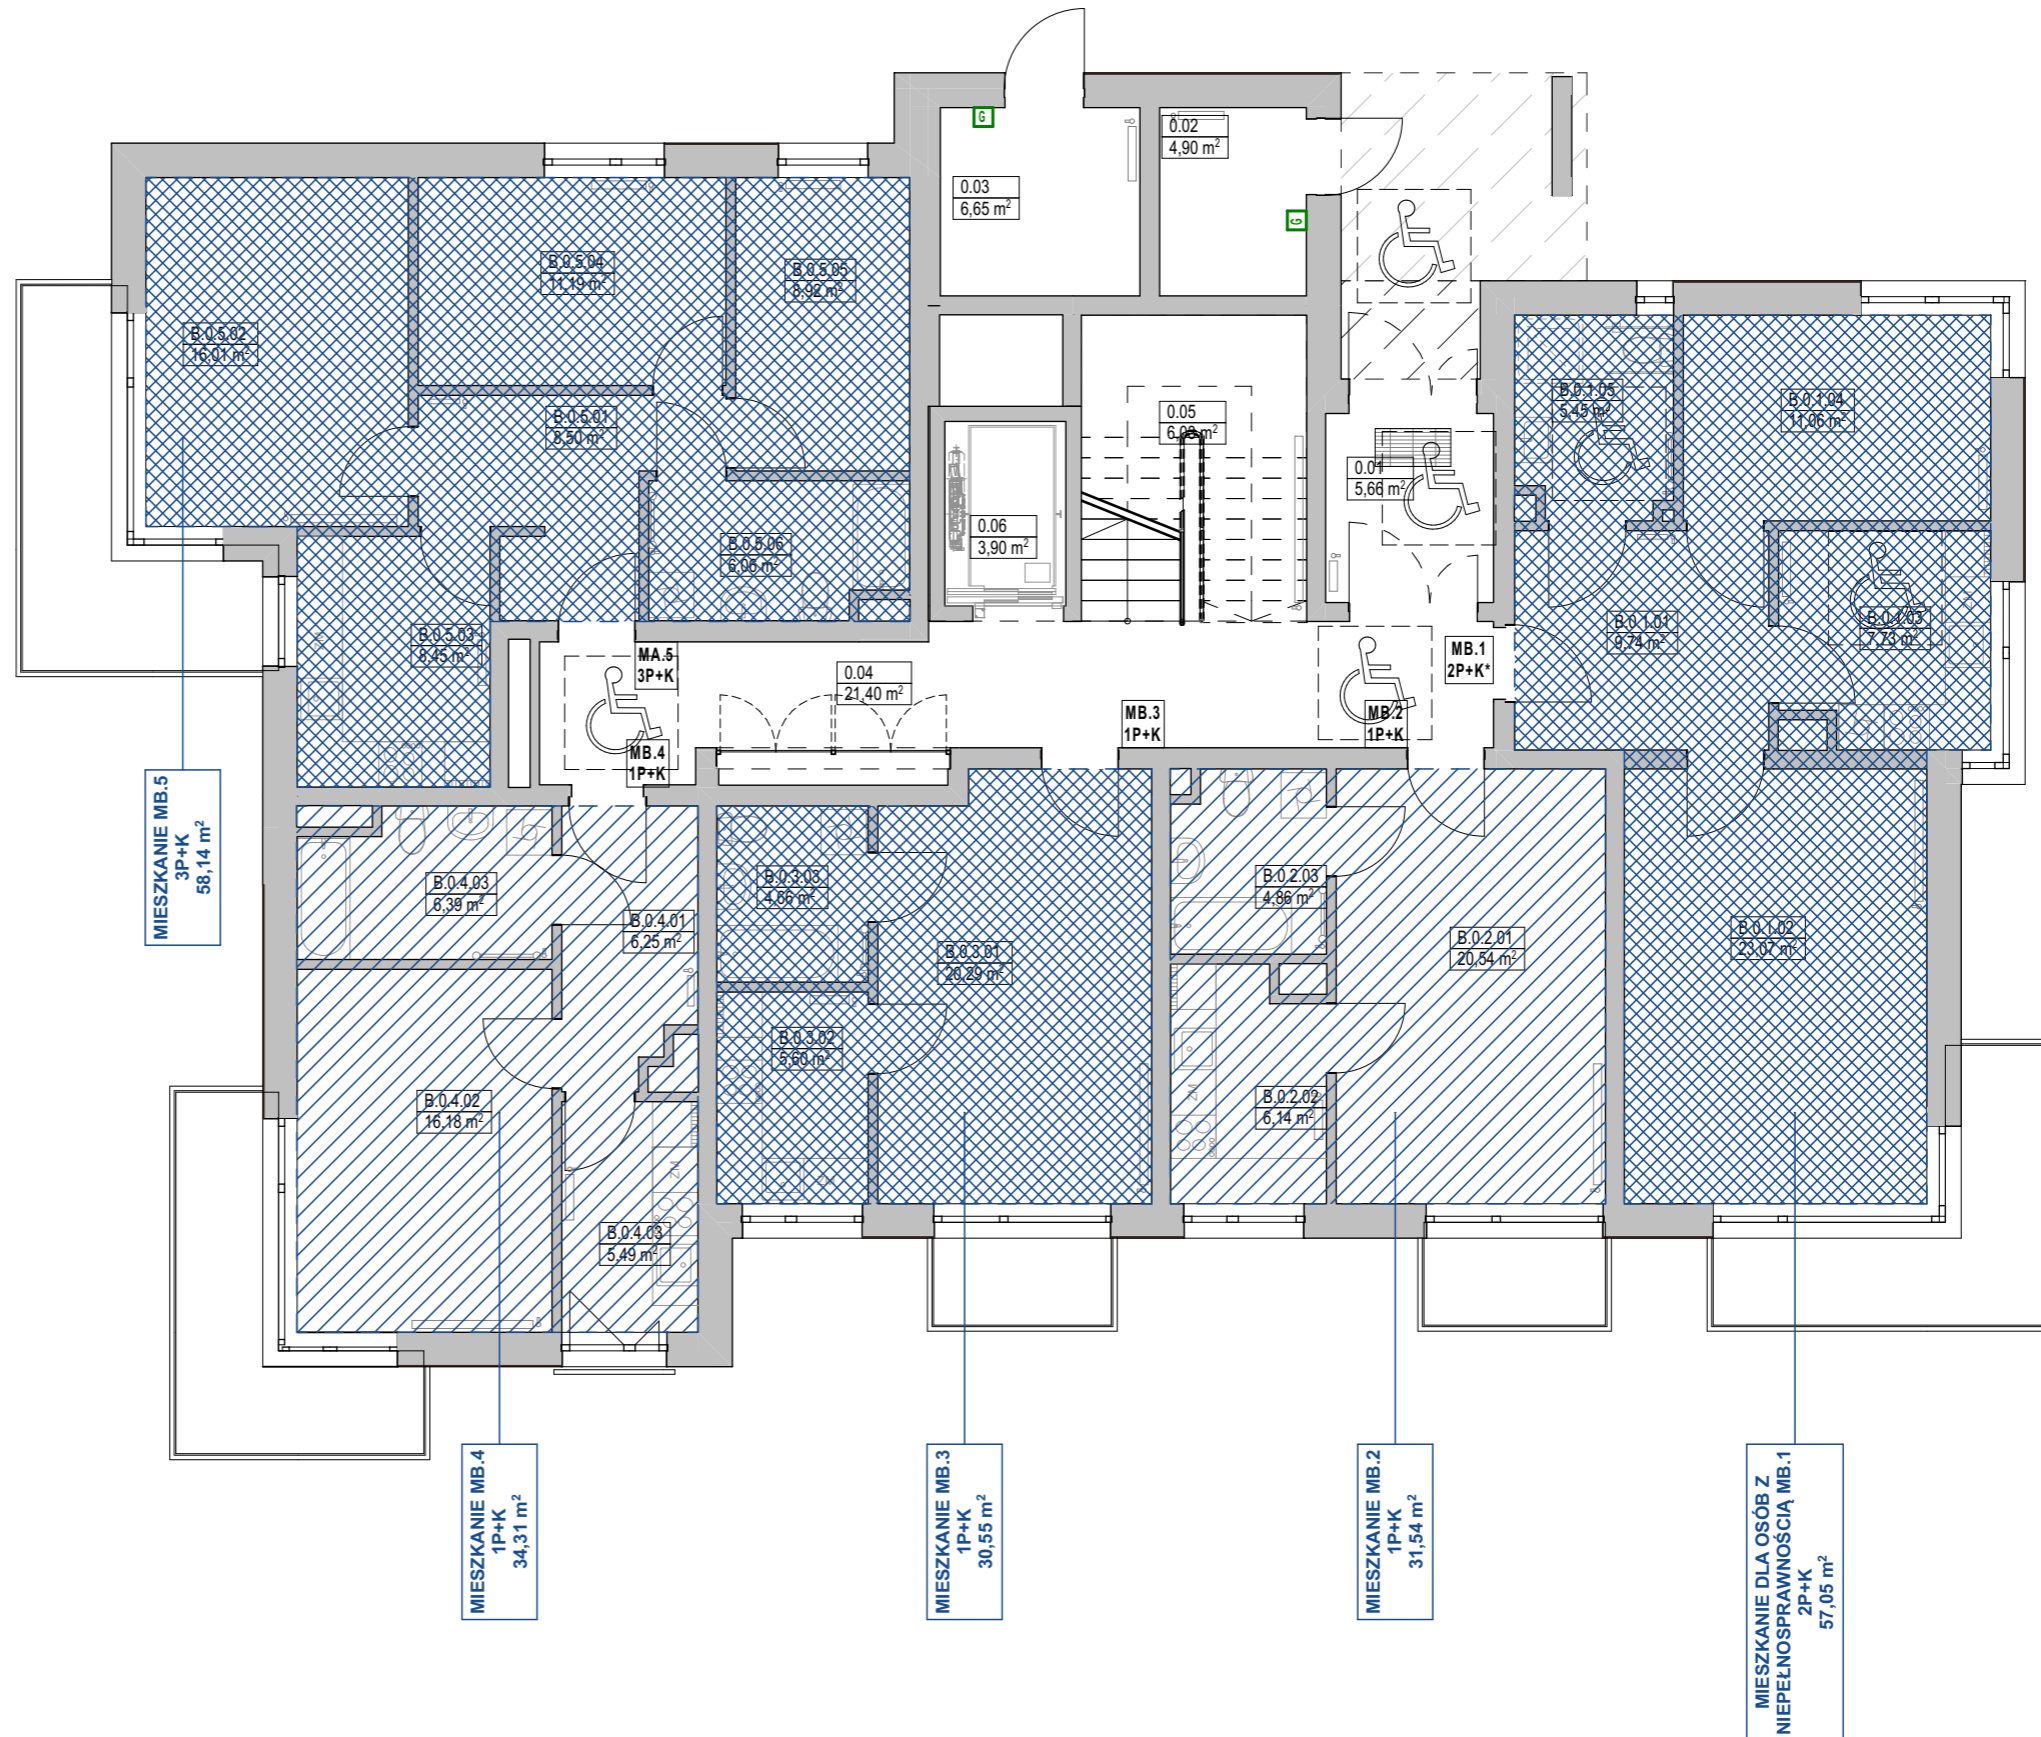 G
0.02
4,90 m²
0.03
6,65 m²
G
B.0.5.04
11,19 m²
B.0.5.05
8,92 m²
B.0.5.02
16,01 m²
B.0.5.01
8,50 m²
0.05
B.0.1.05
5,45 m²
B.0.1.04
11,06 m²
0.01
5,66 m²
0.06
3,90 m²
B.0.5.06
6,06 m²
ZM
B.0.5.03
8,45 m²
MA.5
3P+K
0.04
21,40 m²
MB.1
2P+K*
B.0.1.01
9,74 m²
ZM
B.0.1.03
7,73 m²
MB.4
1P+K
MB.3
1P+K
MB.2
1P+K
MIESZKANIE MB.5
3P+K
58,14 m²
B.0.4.03
6,39 m²
B.0.4.01
6,25 m²
B.0.3.03
4,66 m²
B.0.2.03
4,86 m²
B.0.3.01
20,29 m²
B.0.2.01
20,54 m²
B.0.1.02
23,07 m²
B.0.3.02
5,60 m²
B.0.4.02
16,18 m²
ZM
B.0.2.02
6,14 m²
ZM
ZM
B.0.4.03
5,49 m²
MIESZKANIE MB.4
1P+K
34,31 m²
MIESZKANIE MB.3
1P+K
30,55 m²
MIESZKANIE MB.2
1P+K
31,54 m²
MIESZKANIE DLA OSÓB Z
NIEPEŁNOSPRAWNOŚCIĄ MB.1
2P+K
57,05 m²